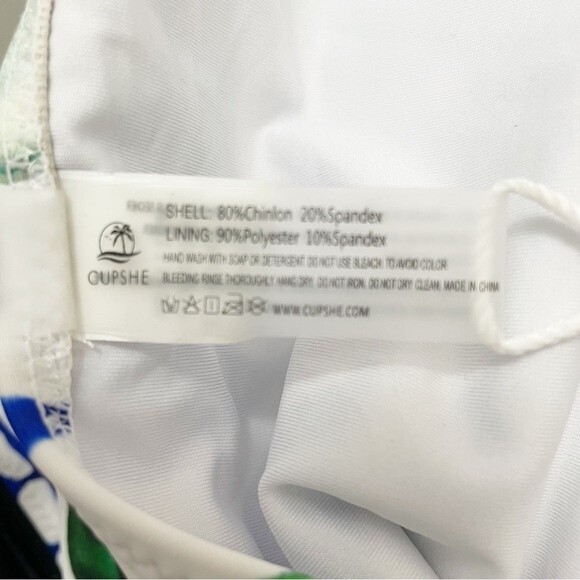 SHELL: 80%Chinlon 20%Spandex
LINING: 90%Polyester 10%Spandex
HAND WASH WITH SOAP OR DETERGENT. DO NOT USE BLEACH. TO AVOID COLOR
BLEEDING RINSE THOROUGHLY. HANG DRY. DO NOT IRON. DO NOT DRY CLEAN. MADE IN CHINA
WWW.CUPSHE.COM
CUPSHE